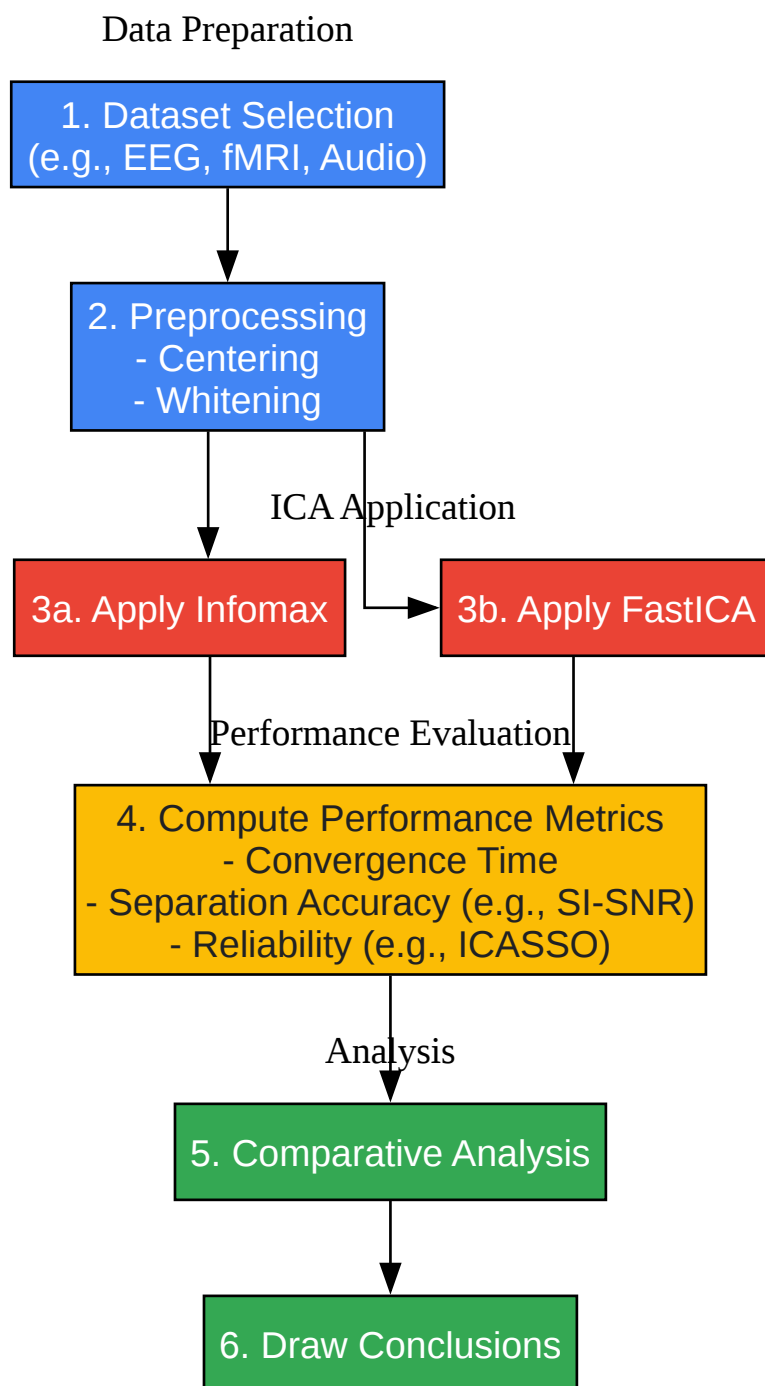 Data Preparation
1. Dataset Selection
(e.g., EEG, fMRI, Audio)
2. Preprocessing
- Centering
- Whitening
ICA Application
3a. Apply Infomax
3b. Apply FastICA
Performance Evaluation
4. Compute Performance Metrics
- Convergence Time
- Separation Accuracy (e.g., SI-SNR)
- Reliability (e.g., ICASSO)
Analysis
5. Comparative Analysis
6. Draw Conclusions